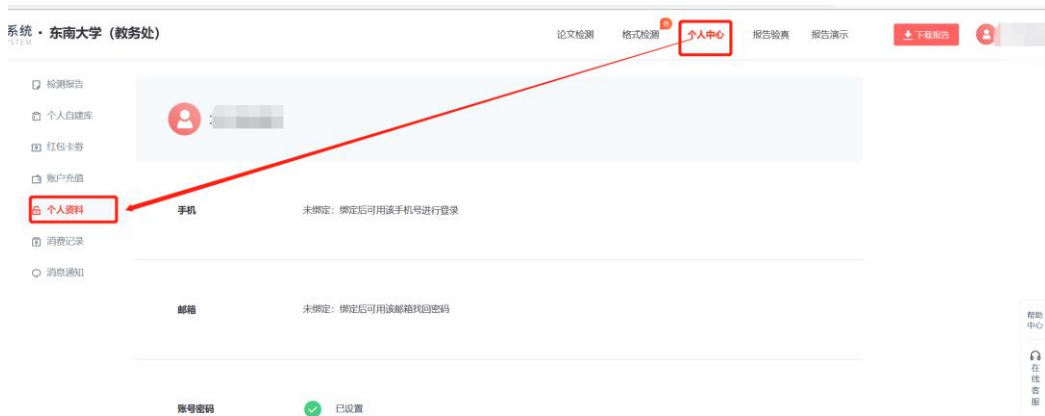 系统 · 东南大学（教务处）
论文检测
格式检测
个人中心
报告验真
报告演示
下载报告
检测报告
个人自建库
红包卡券
账户充值
个人资料
消费记录
消息通知
手机
未绑定：绑定后可用该手机号进行登录
邮箱
未绑定：绑定后可用该邮箱找回密码
账号密码
已设置
帮助
中心
在
线
客
服